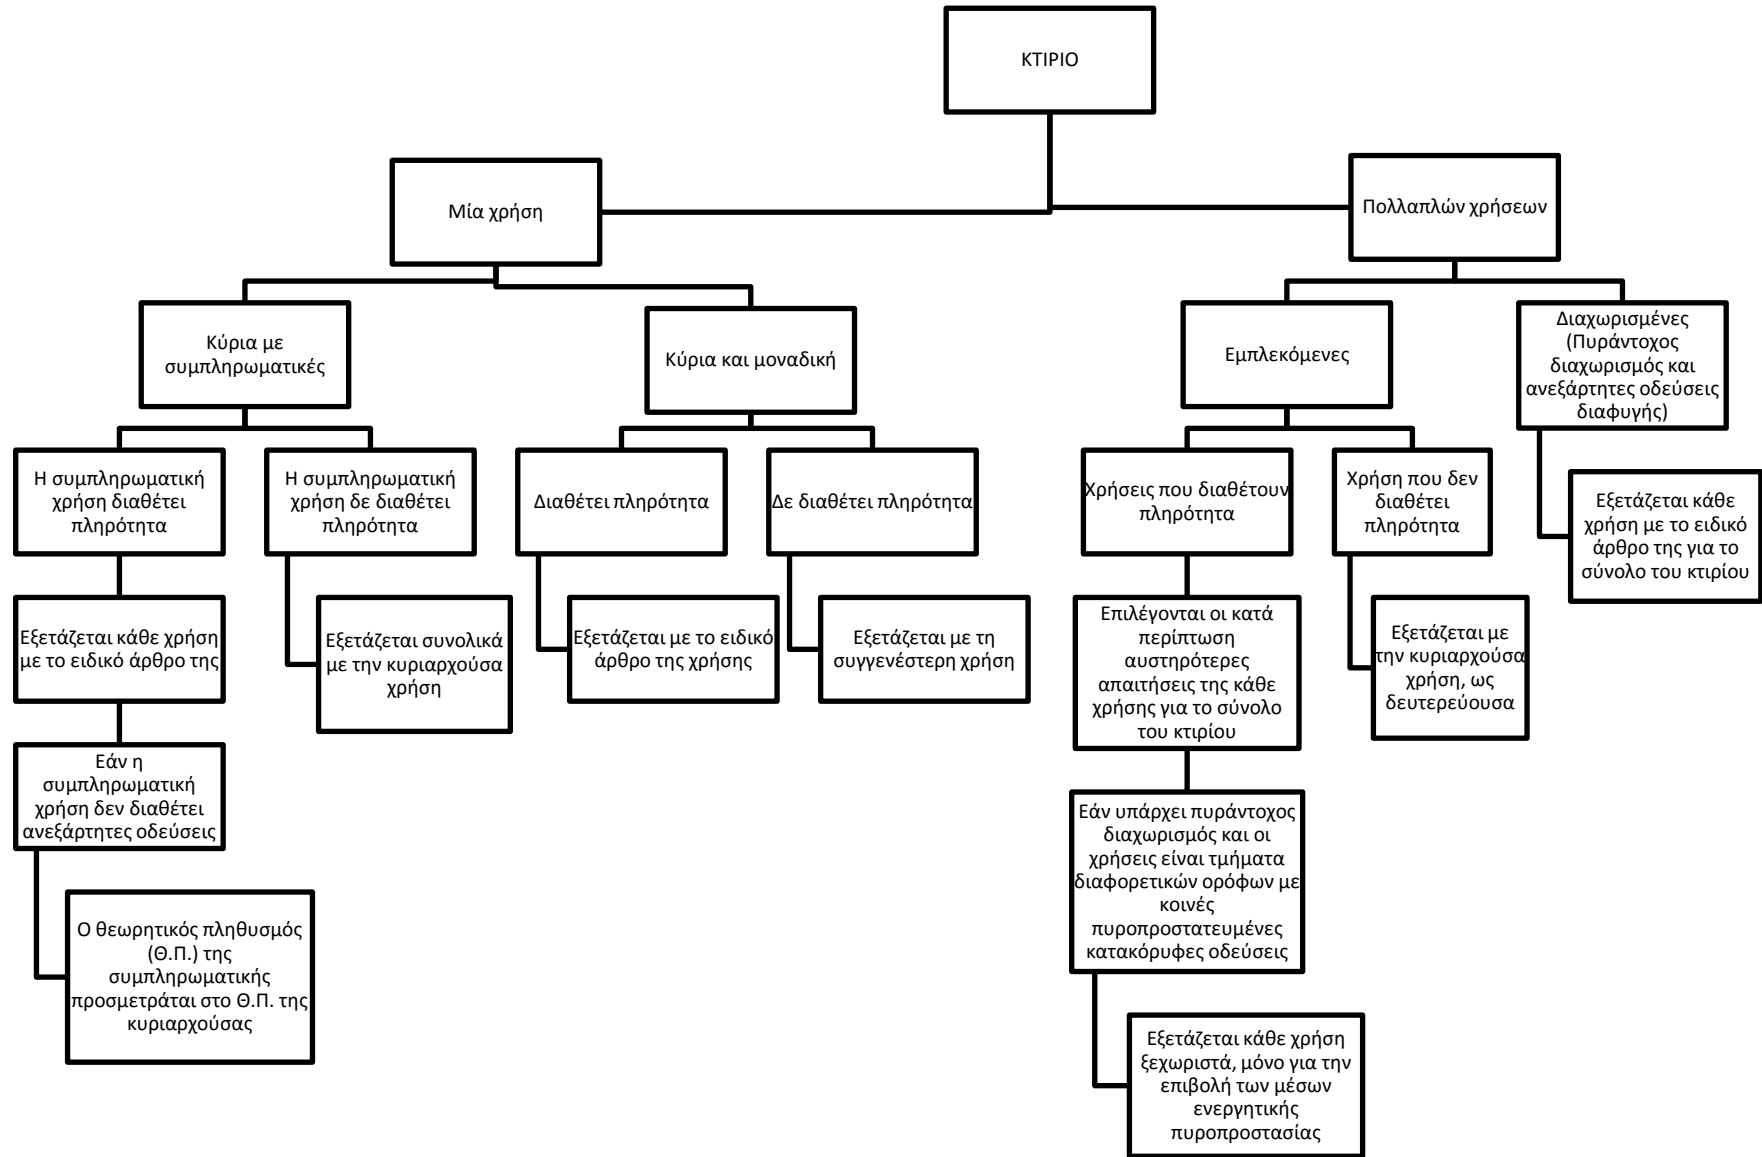 ΚΤΙΡΙΟ
Μία χρήση
Πολλαπλών χρήσεων
Κύρια με
συμπληρωματικές
Κύρια και μοναδική
Εμπλεκόμενες
Διαχωρισμένες
(Πυράντοχος
διαχωρισμός και
ανεξάρτητες οδεύσεις
διαφυγής)
Η συμπληρωματική
χρήση διαθέτει
πληρότητα
Η συμπληρωματική
χρήση δε διαθέτει
πληρότητα
Διαθέτει πληρότητα
Δε διαθέτει πληρότητα
Χρήσεις που διαθέτουν
πληρότητα
Χρήση που δεν
διαθέτει
πληρότητα
Εξετάζεται κάθε
χρήση με το ειδικό
άρθρο της για το
σύνολο του κτιρίου
Εξετάζεται κάθε χρήση
με το ειδικό άρθρο της
Εξετάζεται συνολικά
με την κυριαρχούσα
χρήση
Εξετάζεται με το ειδικό
άρθρο της χρήσης
Εξετάζεται με τη
συγγενέστερη χρήση
Επιλέγονται οι κατά
περίπτωση
αυστηρότερες
απαιτήσεις της κάθε
χρήσης για το σύνολο
του κτιρίου
Εξετάζεται με
την κυριαρχούσα
χρήση, ως
δευτερεύουσα
Εάν η
συμπληρωματική
χρήση δεν διαθέτει
ανεξάρτητες οδεύσεις
Εάν υπάρχει πυράντοχος
διαχωρισμός και οι
χρήσεις είναι τμήματα
διαφορετικών ορόφων με
κοινές
πυροπροστατευμένες
κατακόρυφες οδεύσεις
Ο θεωρητικός πληθυσμός
(Θ.Π.) της
συμπληρωματικής
προσμετράται στο Θ.Π. της
κυριαρχούσας
Εξετάζεται κάθε χρήση
ξεχωριστά, μόνο για την
επιβολή των μέσων
ενεργητικής
πυροπροστασίας